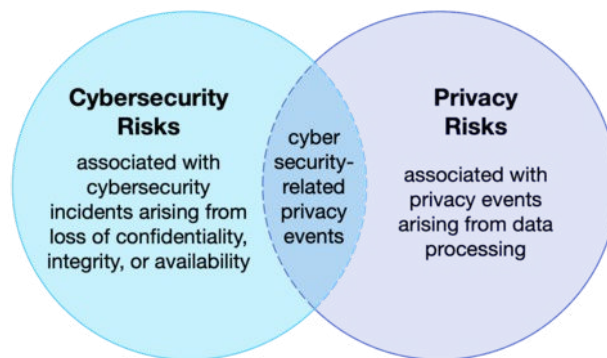 Cybersecurity
Risks
associated with
cybersecurity
incidents arising from
loss of confidentiality,
integrity, or availability
cyber
security-
related
privacy
events
Privacy
Risks
associated with
privacy events
arising from data
processing